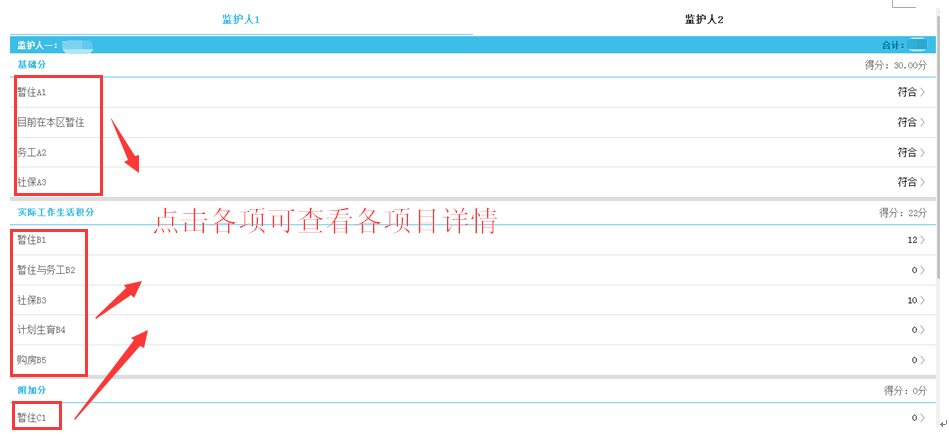 监护人1 监护人2
监护人一： 合计：
基础分 得分：30.00分
暂住A1 符合
目前在本区暂住 符合
务工A2 符合
社保A3 符合
实际工作生活积分 得分：22分
点击各项可查看各项目详情
暂住B1 12
暂住与务工B2 0
社保B3 10
计划生育B4 0
购房B5 0
附加分 得分：0分
暂住C1 0